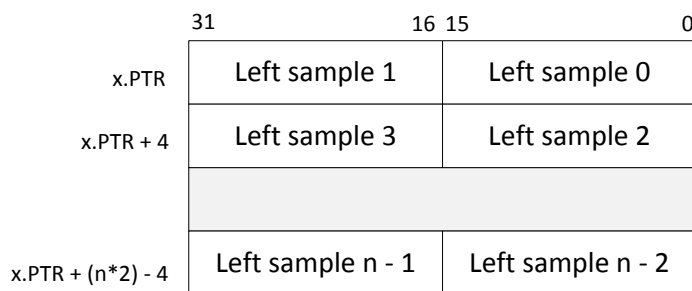 31 16 15 0
x.PTR Left sample 1 Left sample 0
x.PTR + 4 Left sample 3 Left sample 2
x.PTR + (n*2) - 4 Left sample n - 1 Left sample n - 2